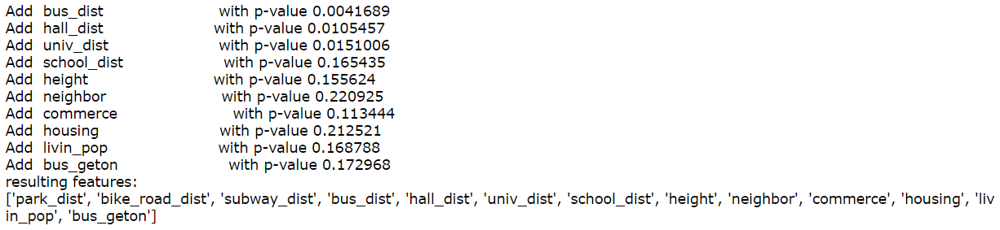 Add bus_dist with p-value 0.0041689
Add hall_dist with p-value 0.0105457
Add univ_dist with p-value 0.0151006
Add school_dist with p-value 0.165435
Add height with p-value 0.155624
Add neighbor with p-value 0.220925
Add commerce with p-value 0.113444
Add housing with p-value 0.212521
Add livin_pop with p-value 0.168788
Add bus_geton with p-value 0.172968
resulting features:
['park_dist', 'bike_road_dist', 'subway_dist', 'bus_dist', 'hall_dist', 'univ_dist', 'school_dist', 'height', 'neighbor', 'commerce', 'housing', 'liv
in_pop', 'bus_geton']